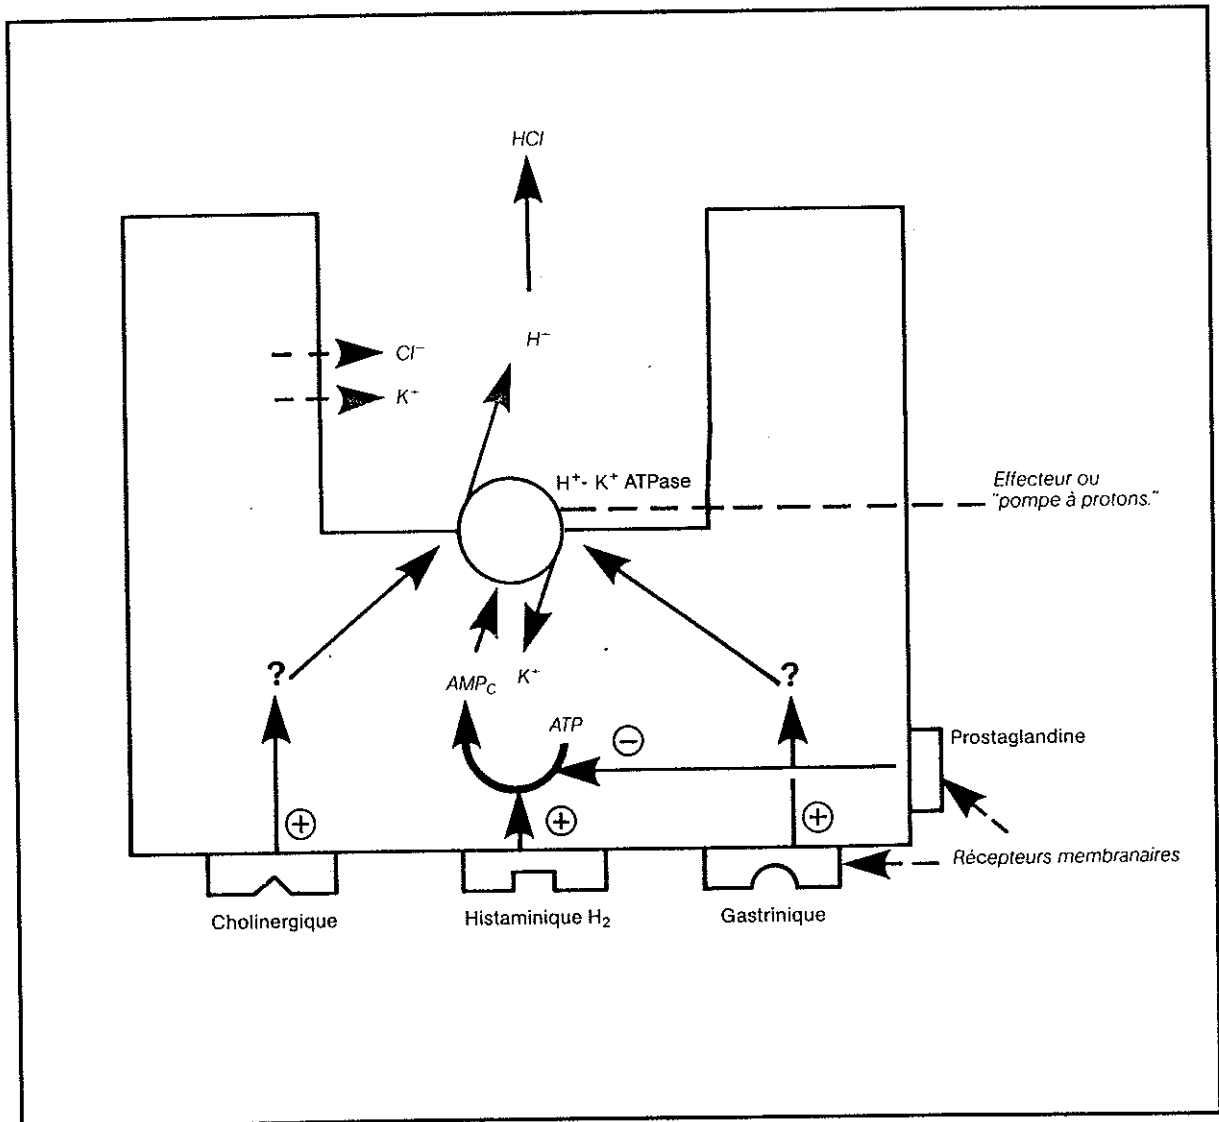 HCl
H⁻
Cl⁻
K⁺
H⁺- K⁺ ATPase
Effecteur ou
"pompe à protons."
?
AMPC
K⁺
?
ATP
−
Prostaglandine
+
+
+
Récepteurs membranaires
Cholinergique
Histaminique H₂
Gastrinique